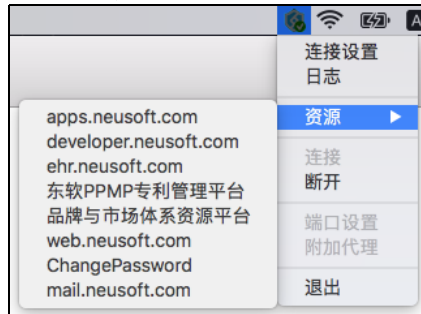 连接设置
日志
资源
连接
断开
端口设置
附加代理
退出
apps.neusoft.com
developer.neusoft.com
ehr.neusoft.com
东软PPMP专利管理平台
品牌与市场体系资源平台
web.neusoft.com
ChangePassword
mail.neusoft.com